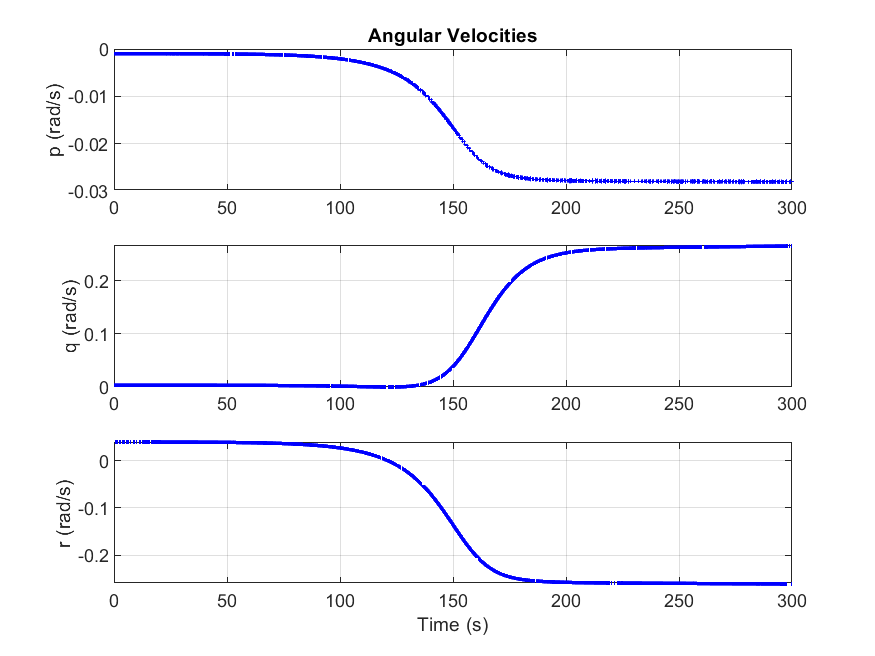 Angular Velocities
0
-0.01
-0.02
-0.03
p (rad/s)
0 50 100 150 200 250 300
0.2
0.1
0
q (rad/s)
0 50 100 150 200 250 300
0
-0.1
-0.2
r (rad/s)
0 50 100 150 200 250 300
Time (s)